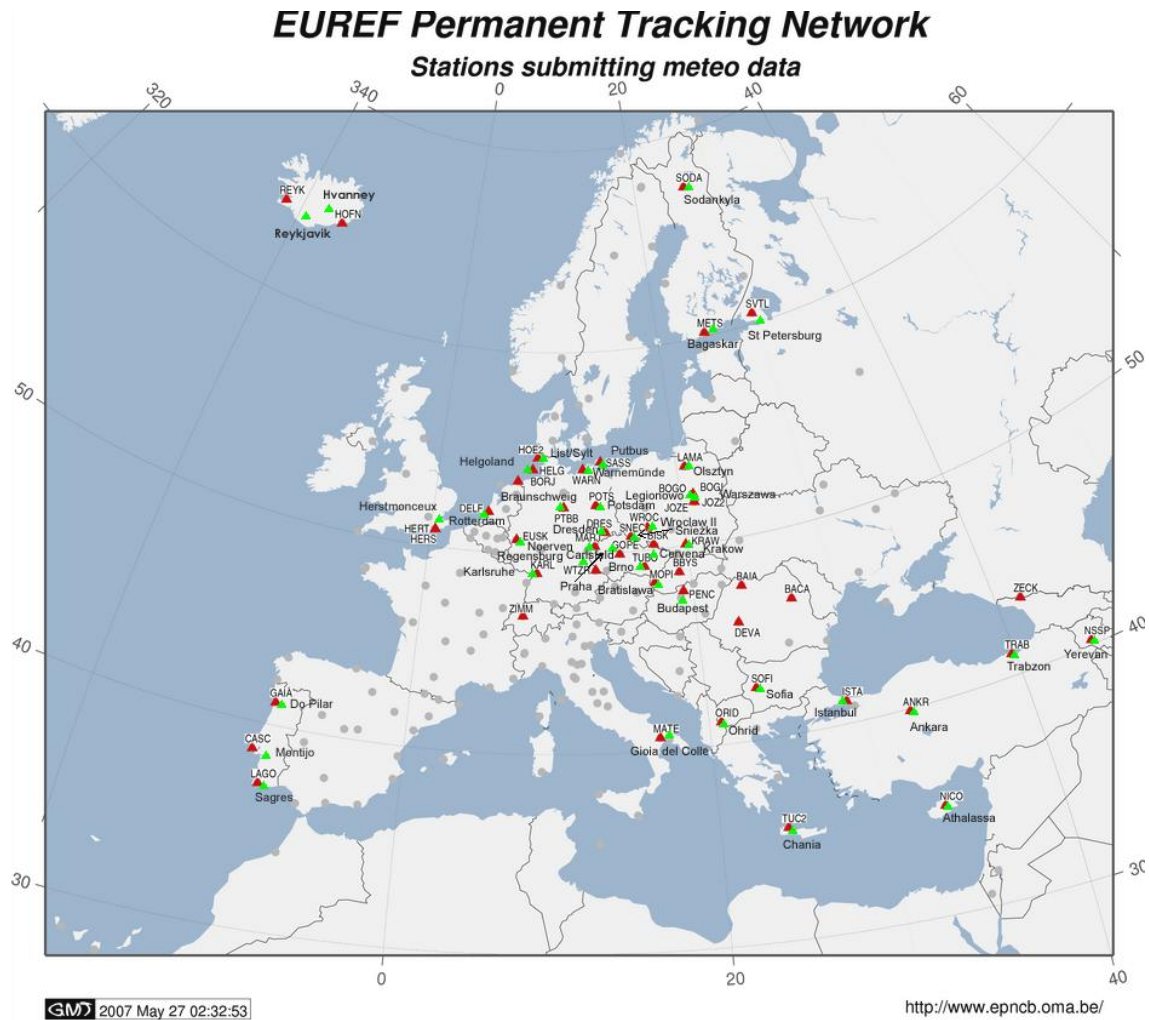 EUREF Permanent Tracking Network
Stations submitting meteo data
320
340
0
20
40
60
REYK
Hvanney
HOFN
Reykjavik
SODA
Sodankyla
SVTL
St Petersburg
METS
Bagaskar
50
50
HOE2
List/Sylt
Putbus
Helgoland
HELG
SASS
LAMA
Olsztyn
BORJ
WARN
Warnemünde
Braunschweig
POTS
Legionowo
BOGO
BOGI
Warszawa
Herstmonceux
DELF
Potsdam
JOZE
JOZ2
Rotterdam
PTBB
DRES
WROC
Wroclaw II
HERT
HERS
Dresden
SNEC
Sniezka
EUSK
MARJ
GOPE
BISK
KRAW
Noerven
Krakow
Regensburg
Carlsfeld
TUBO
Cervena
Karlsruhe
KARL
WTZR
Brno
BBYS
Praha
MOPI
Bratislava
PENC
BAIA
BACA
ZECK
ZIMM
Budapest
DEVA
40
40
NSSP
TRAB
Yerevan
Trabzon
GAIA
Do Pilar
SOFI
Sofia
ISTA
Istanbul
ANKR
Ankara
ORID
Ohrid
CASC
Montijo
MATE
Gioia del Colle
LAGO
Sagres
NICO
Athalassa
TUC2
Chania
30
30
0
20
40
GMT 2007 May 27 02:32:53
http://www.epncb.oma.be/